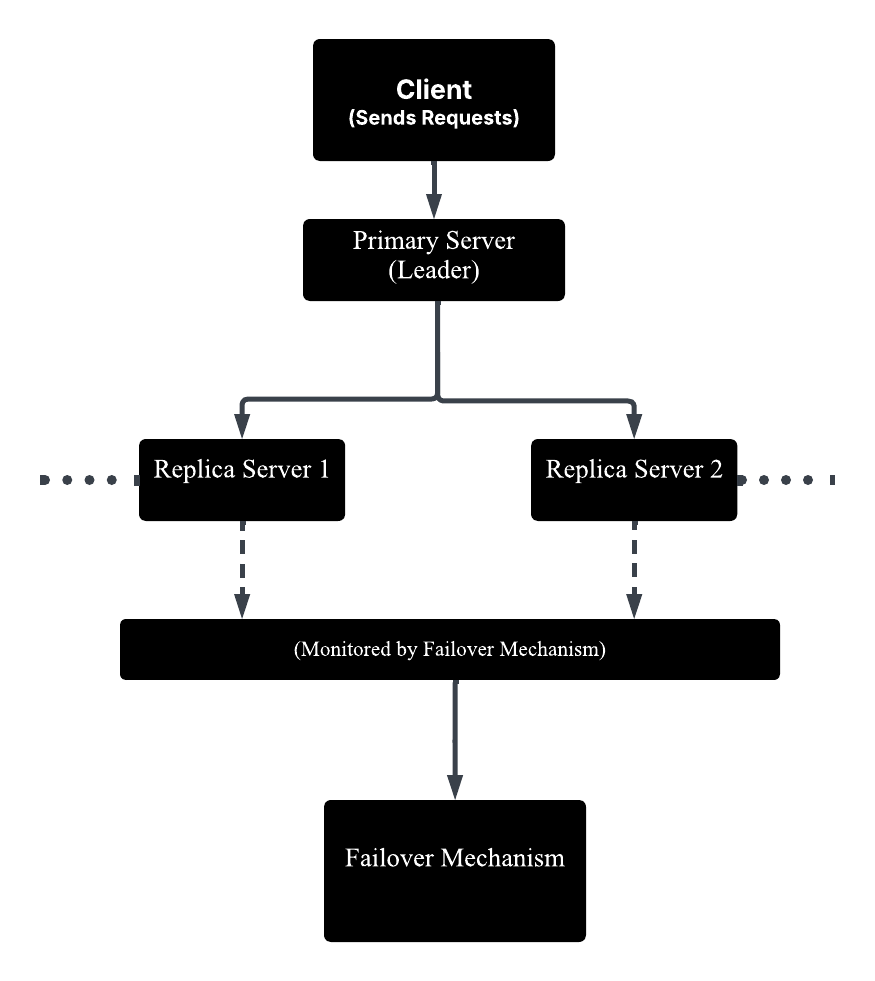 Client
(Sends Requests)
Primary Server
(Leader)
Replica Server 1
Replica Server 2
(Monitored by Failover Mechanism)
Failover Mechanism